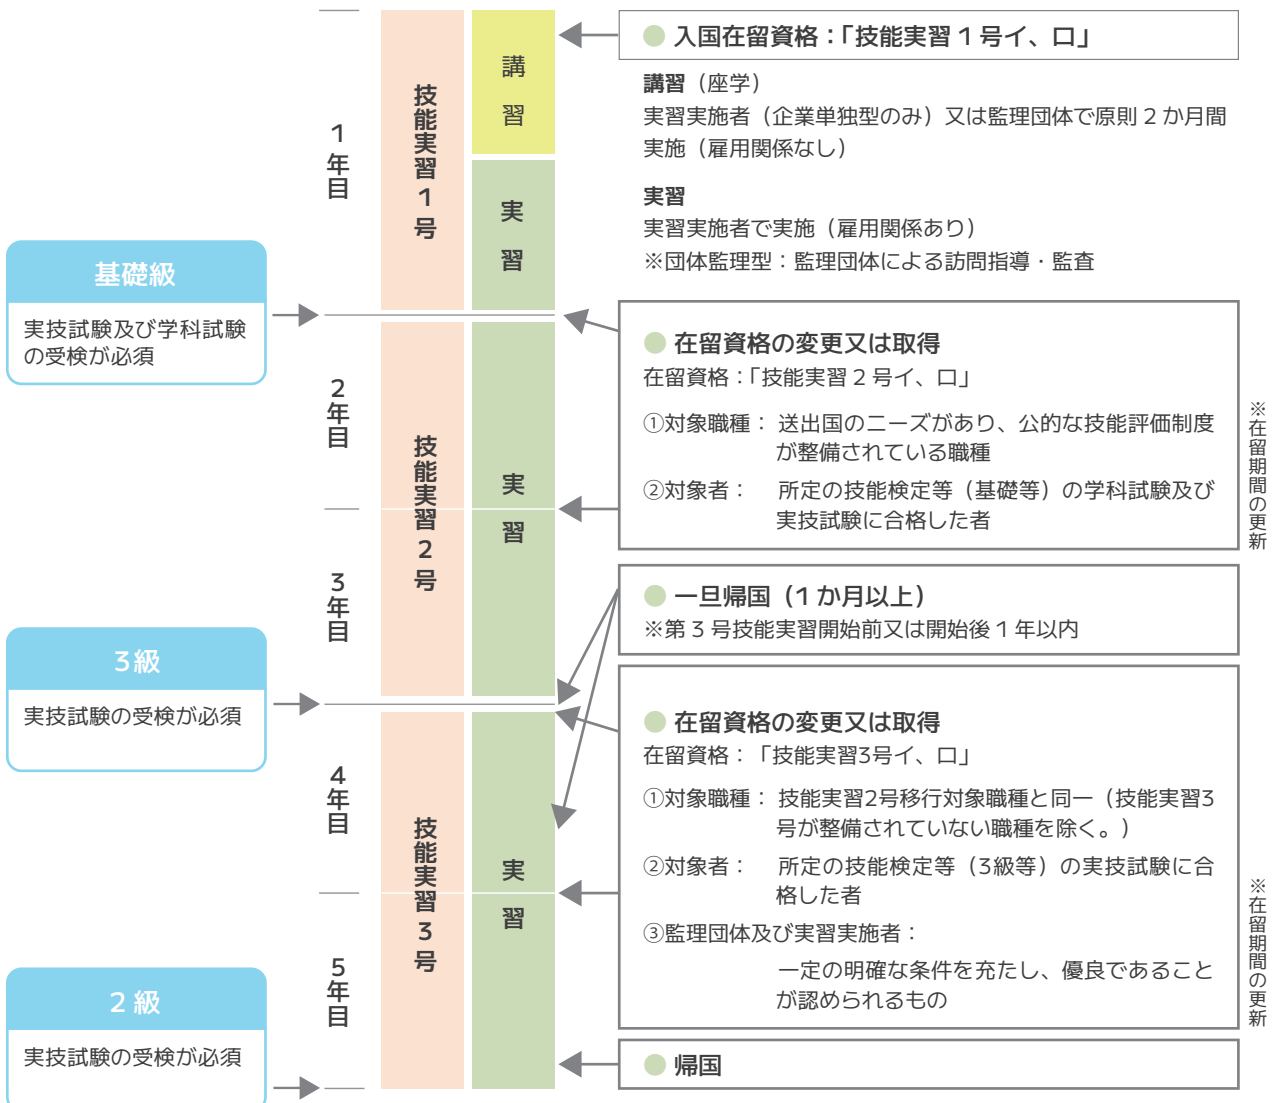 1年目
2年目
3年目
4年目
5年目
技能実習1号
技能実習2号
技能実習3号
講習
実習
実習
実習
基礎級
実技試験及び学科試験
の受検が必須
3級
実技試験の受検が必須
2級
実技試験の受検が必須
入国在留資格：「技能実習1号イ、ロ」
講習（座学）
実習実施者（企業単独型のみ）又は監理団体で原則2か月間
実施（雇用関係なし）
実習
実習実施者で実施（雇用関係あり）
※団体監理型：監理団体による訪問指導・監査
在留資格の変更又は取得
在留資格：「技能実習2号イ、ロ」
①対象職種： 送出国のニーズがあり、公的な技能評価制度
が整備されている職種
②対象者： 所定の技能検定等（基礎等）の学科試験及び
実技試験に合格した者
※在留期間の更新
一旦帰国（1か月以上）
※第3号技能実習開始前又は開始後1年以内
在留資格の変更又は取得
在留資格：「技能実習3号イ、ロ」
①対象職種： 技能実習2号移行対象職種と同一（技能実習3
号が整備されていない職種を除く。）
②対象者： 所定の技能検定等（3級等）の実技試験に合
格した者
③監理団体及び実習実施者：
一定の明確な条件を充たし、優良であること
が認められるもの
※在留期間の更新
帰国